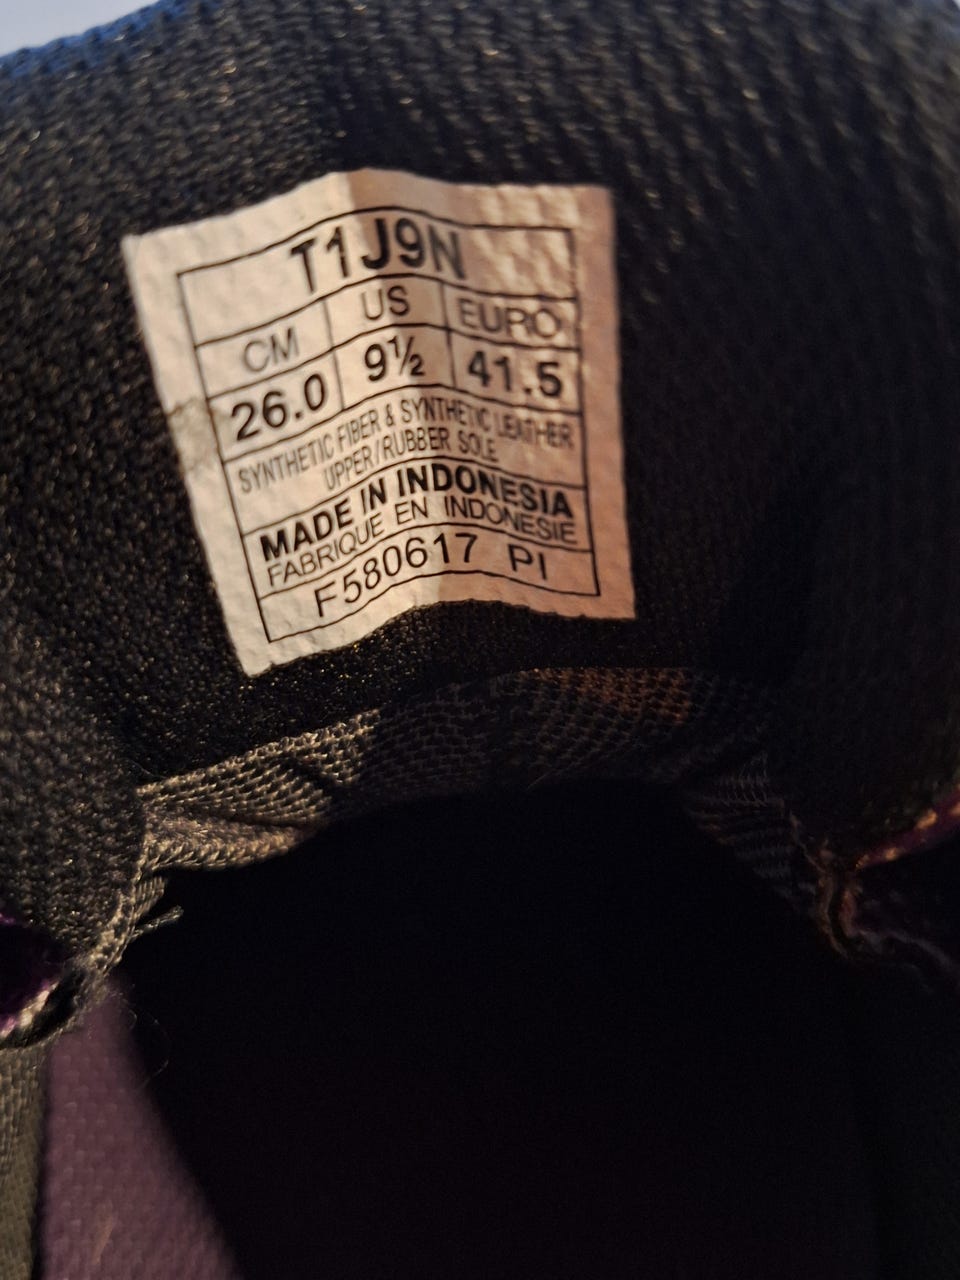 T1J9N
CM US EURO
26.0 9½ 41.5
SYNTHETIC FIBER & SYNTHETIC LEATHER
UPPER/RUBBER SOLE
MADE IN INDONESIA
FABRIQUE EN INDONESIE
F580617 PI